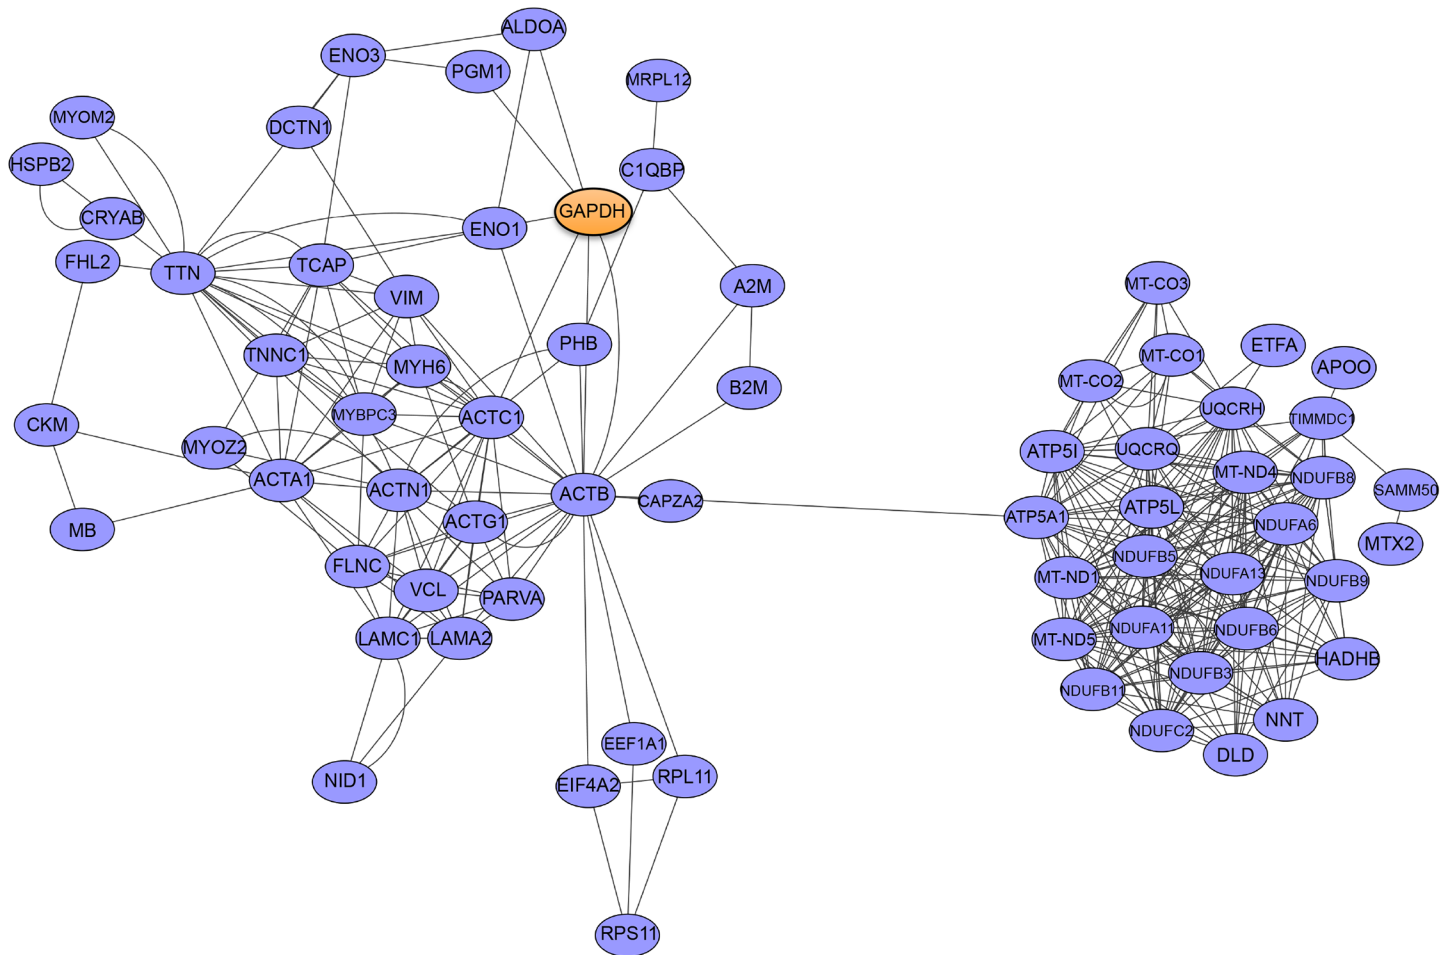 ALDOA
ENO3
PGM1
MRPL12
MYOM2
DCTN1
HSPB2
C1QBP
CRYAB
GAPDH
ENO1
FHL2
TTN
TCAP
A2M
MT-CO3
VIM
PHB
ETFA
TNNC1
MT-CO1
MYH6
APOO
B2M
MT-CO2
UQCRH
MYBPC3
ACTC1
TIMMDC1
CKM
MYOZ2
UQCRQ
ATP5I
MT-ND4
NDUFB8
ACTA1
ACTN1
ACTB
SAMM50
CAPZA2
ATP5L
ATP5A1
ACTG1
NDUFA6
MB
MTX2
NDUFB5
FLNC
NDUFA13
MT-ND1
NDUFB9
VCL
PARVA
NDUFA11
NDUFB6
LAMC1
LAMA2
MT-ND5
HADHB
NDUFB3
NDUFB11
NNT
NDUFC2
EEF1A1
DLD
RPL11
NID1
EIF4A2
RPS11